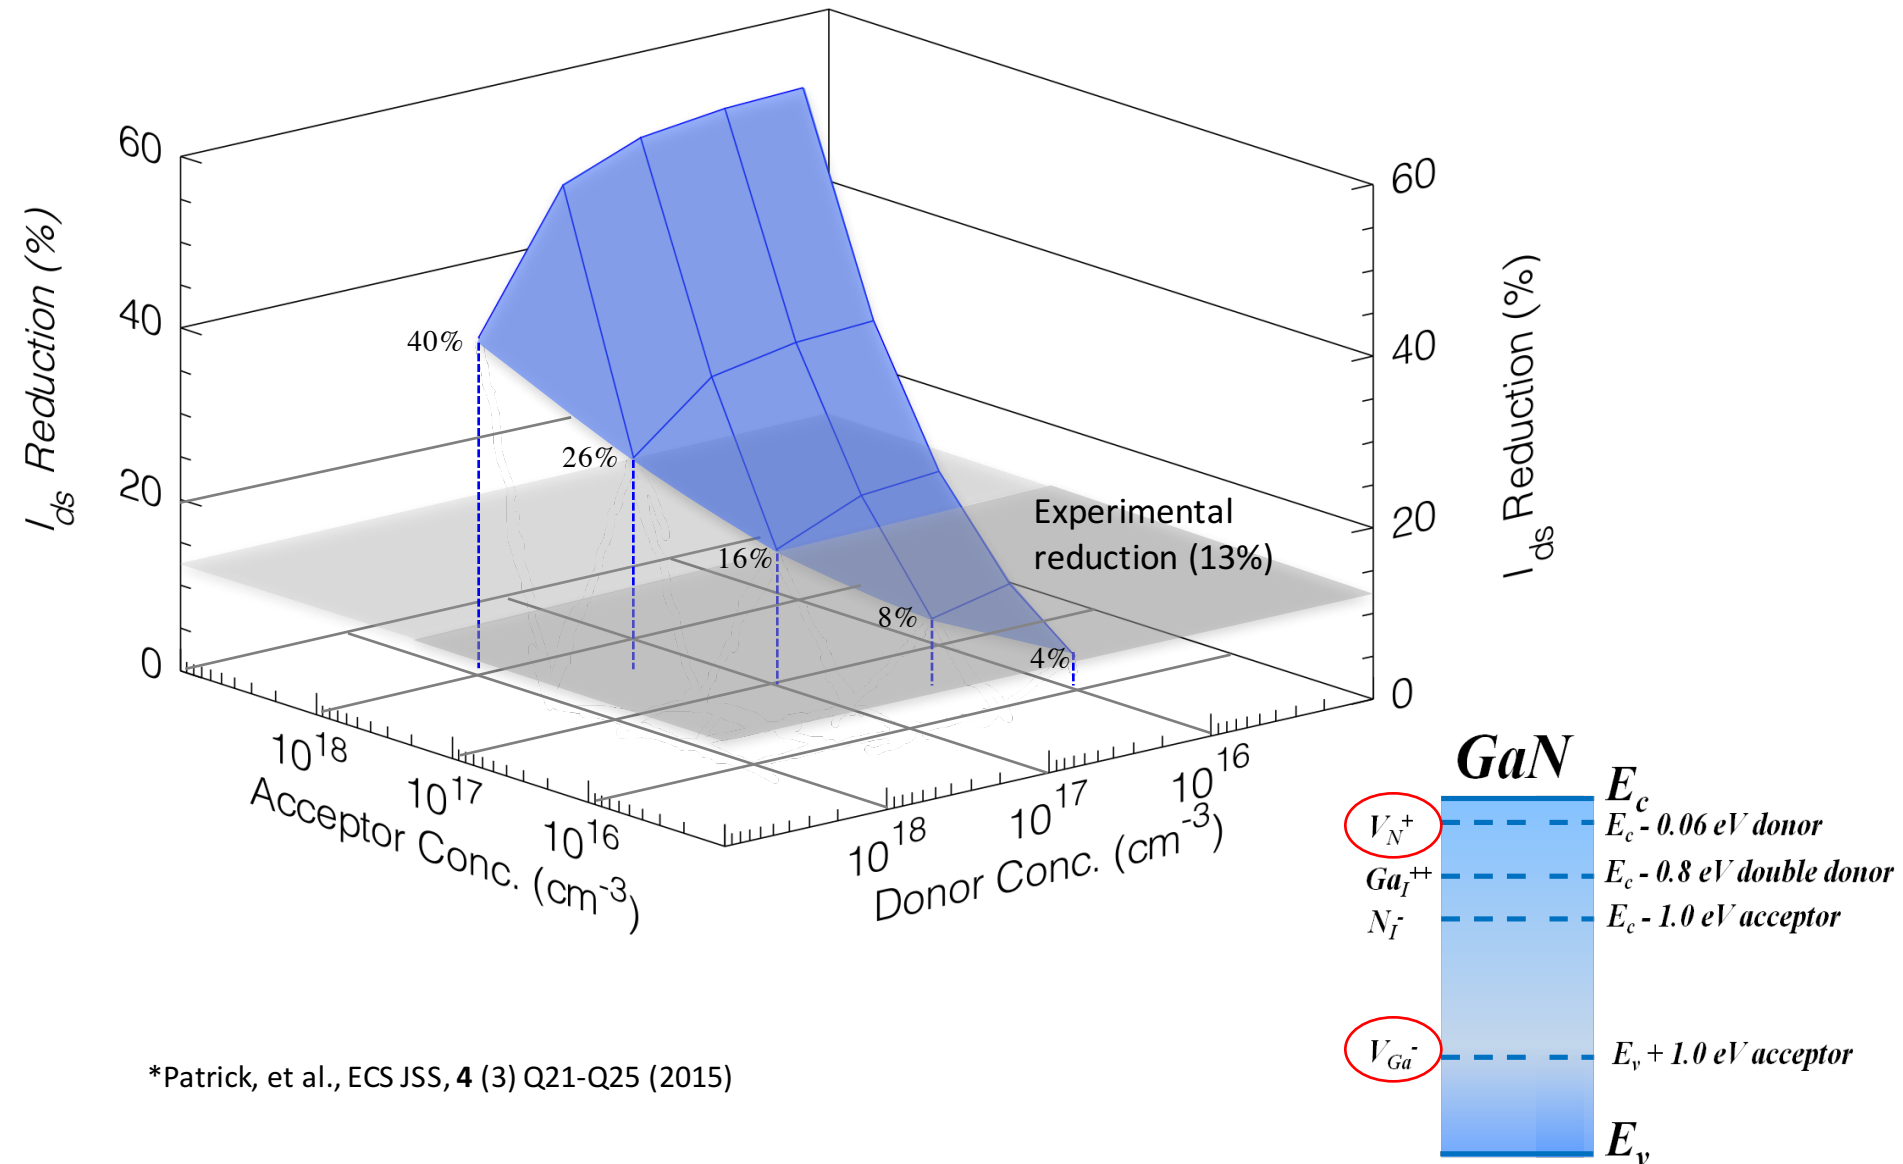 60
40
20
0
I_ds Reduction (%)
40%
26%
16%
8%
4%
Experimental
reduction (13%)
60
40
20
0
I_ds Reduction (%)
10^18
10^17
10^16
Acceptor Conc. (cm^-3)
10^18
10^17
10^16
Donor Conc. (cm^-3)
GaN
E_c
V_N^+
E_c - 0.06 eV donor
Ga_I^++
E_c - 0.8 eV double donor
N_I^-
E_c - 1.0 eV acceptor
V_Ga^-
E_v + 1.0 eV acceptor
E_v
*Patrick, et al., ECS JSS, 4 (3) Q21-Q25 (2015)